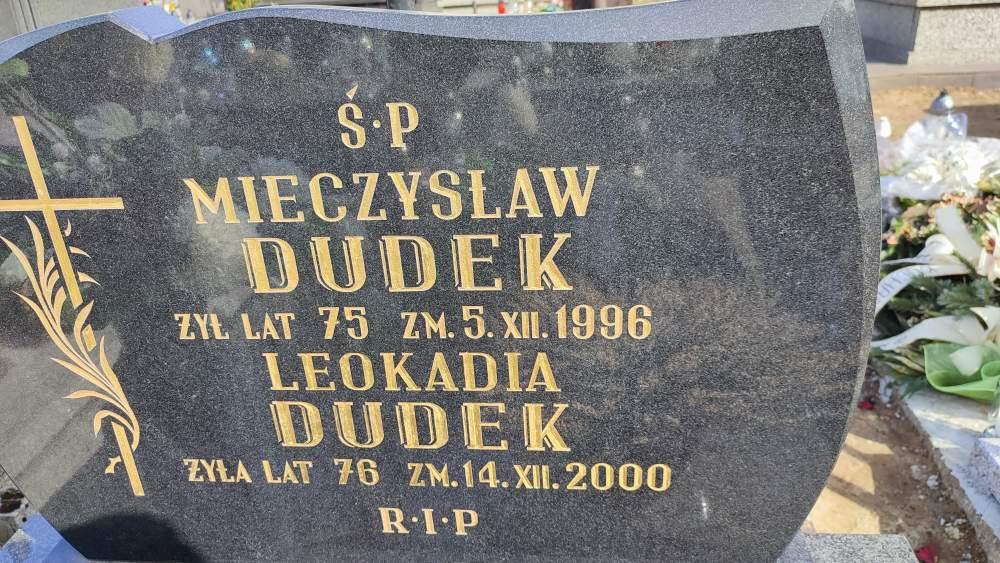 Ś·P
MIECZYSŁAW
DUDEK
ŻYŁ LAT 75 ZM. 5. XII. 1996
LEOKADIA
DUDEK
ŻYŁA LAT 76 ZM. 14. XII. 2000
R·I·P